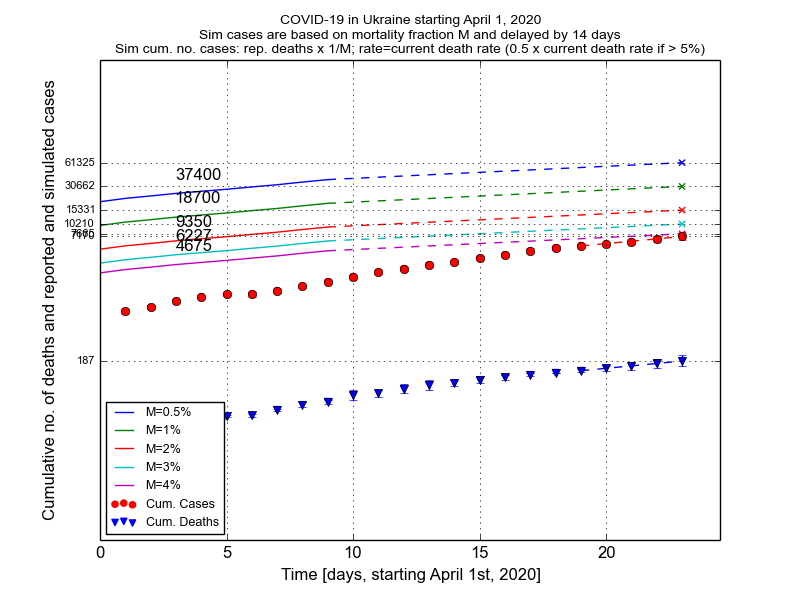 COVID-19 in Ukraine starting April 1, 2020
Sim cases are based on mortality fraction M and delayed by 14 days
Sim cum. no. cases: rep. deaths x 1/M; rate=current death rate (0.5 x current death rate if > 5%)
Cumulative no. of deaths and reported and simulated cases
61325
30662
15331
10210
7170
187
37400
18700
9350
6227
4675
M=0.5%
M=1%
M=2%
M=3%
M=4%
Cum. Cases
Cum. Deaths
0
5
10
15
20
Time [days, starting April 1st, 2020]